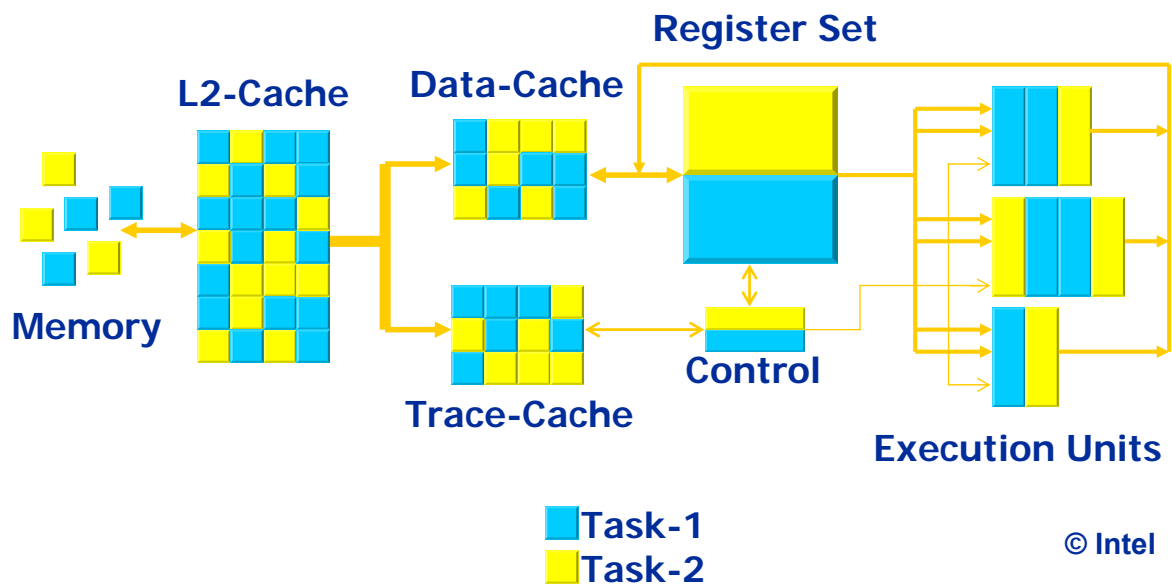 Register Set
Data-Cache
L2-Cache
Memory
Control
Trace-Cache
Execution Units
Task-1
© Intel
Task-2